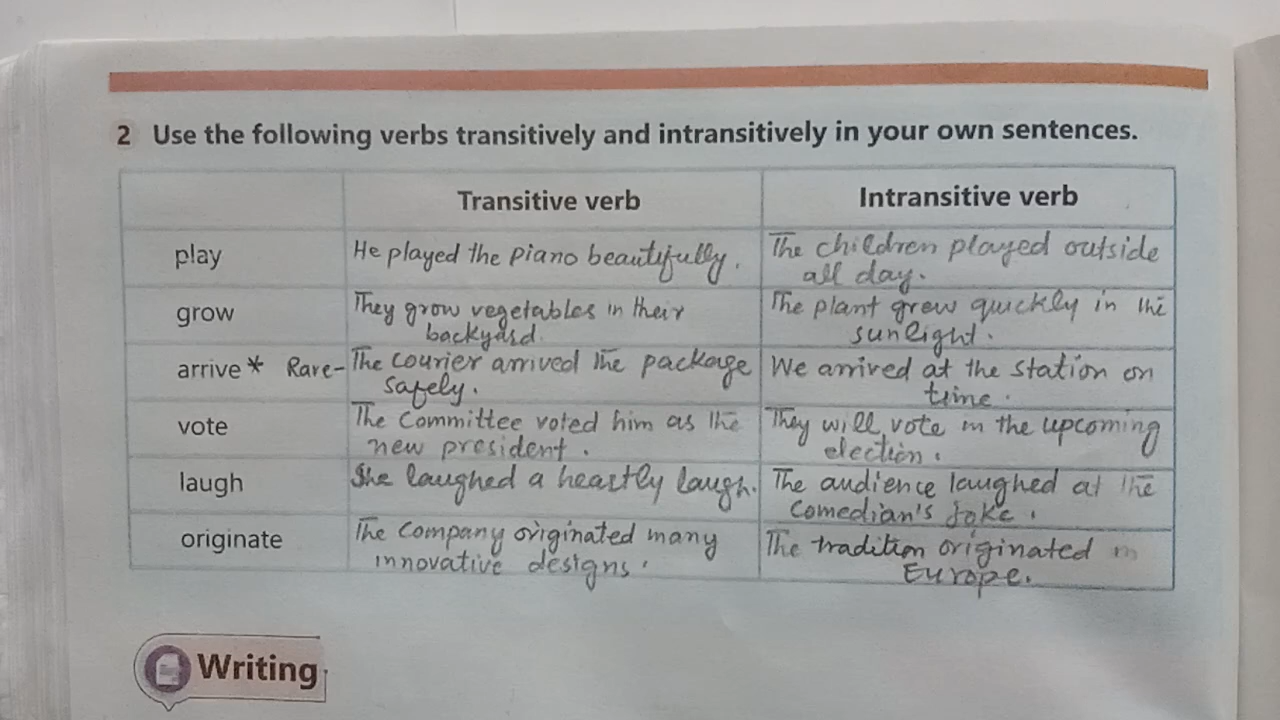 2 Use the following verbs transitively and intransitively in your own sentences.
Transitive verb
Intransitive verb
play
He played the piano beautifully.
The children played outside
all day.
grow
They grow vegetables in their
backyard.
The plant grew quickly in the
sunlight.
arrive* Rare-
The courier arrived the package
safely.
We arrived at the station on
time.
vote
The Committee voted him as the
new president.
They will vote in the upcoming
election.
laugh
She laughed a heartly laugh.
The audience laughed at the
Comedian's joke.
originate
The company originated many
innovative designs.
The tradition originated in
Europe.
Writing